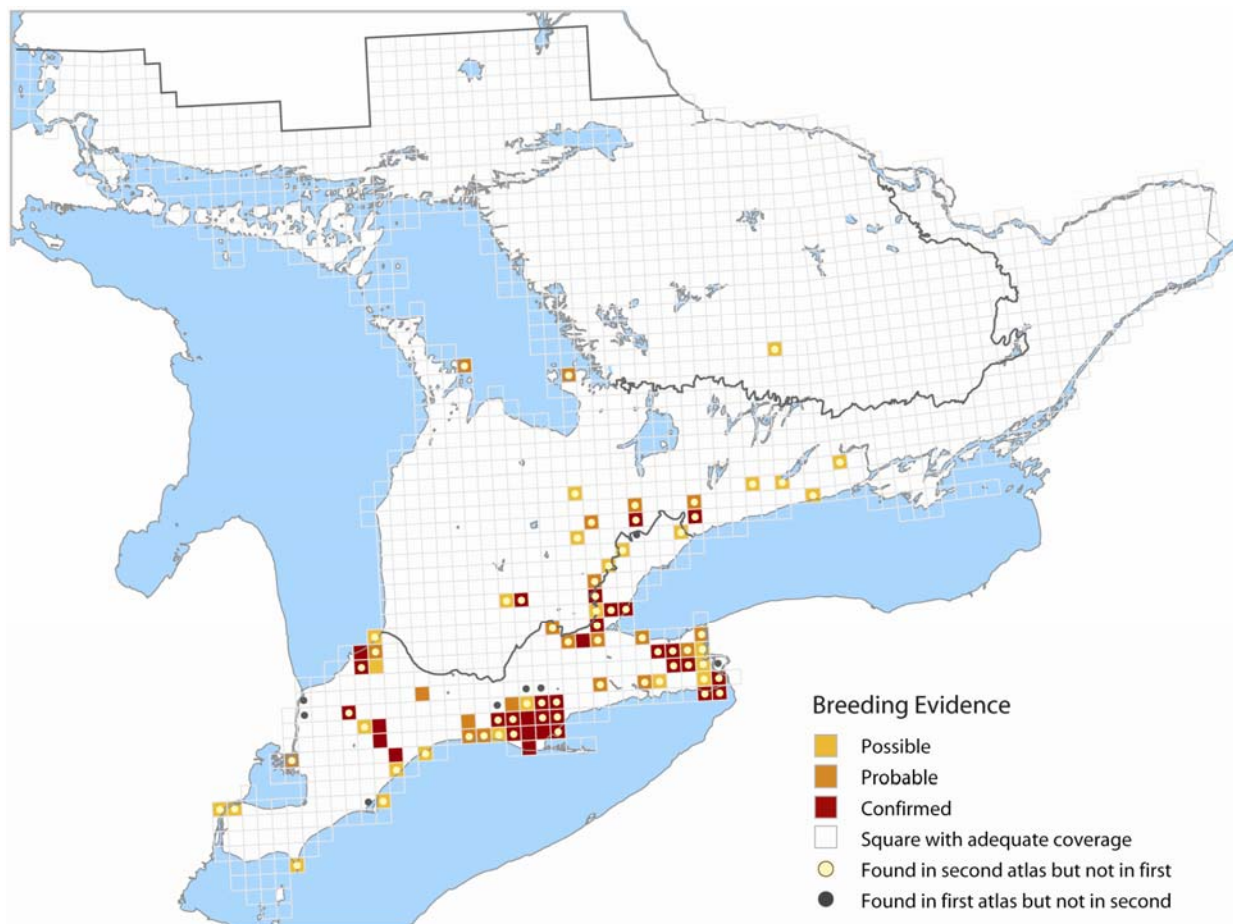 Breeding Evidence
Possible
Probable
Confirmed
Square with adequate coverage
Found in second atlas but not in first
Found in first atlas but not in second